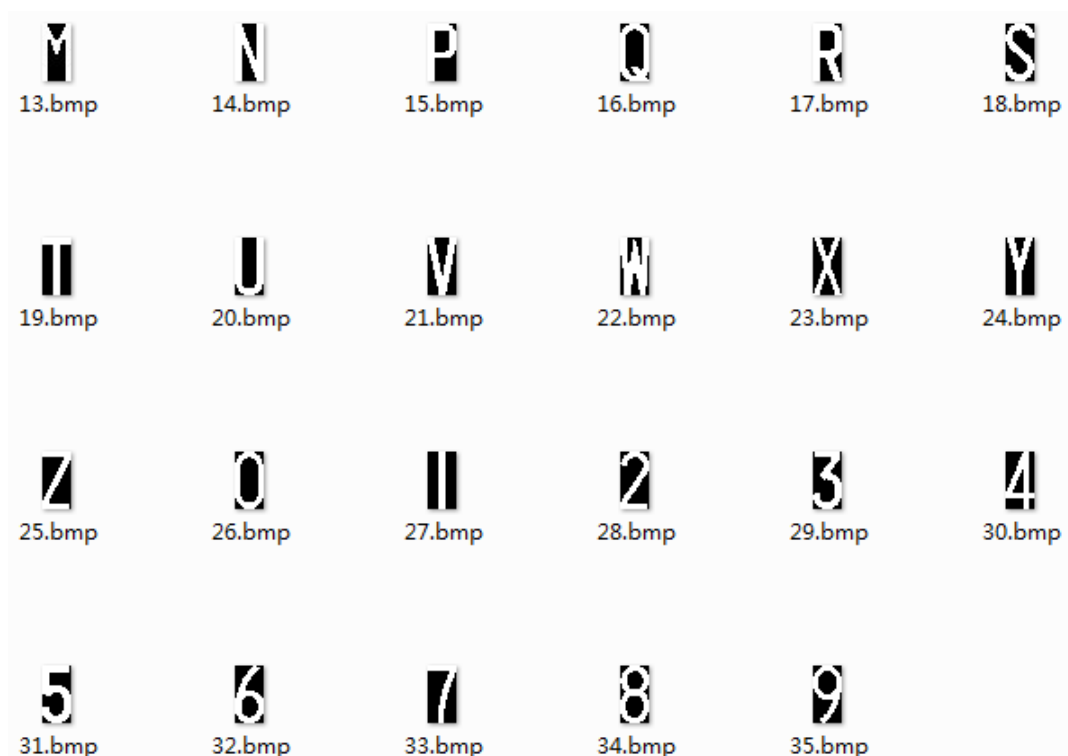 M N P Q R S
13.bmp 14.bmp 15.bmp 16.bmp 17.bmp 18.bmp
T U V W X Y
19.bmp 20.bmp 21.bmp 22.bmp 23.bmp 24.bmp
Z 0 1 2 3 4
25.bmp 26.bmp 27.bmp 28.bmp 29.bmp 30.bmp
5 6 7 8 9
31.bmp 32.bmp 33.bmp 34.bmp 35.bmp